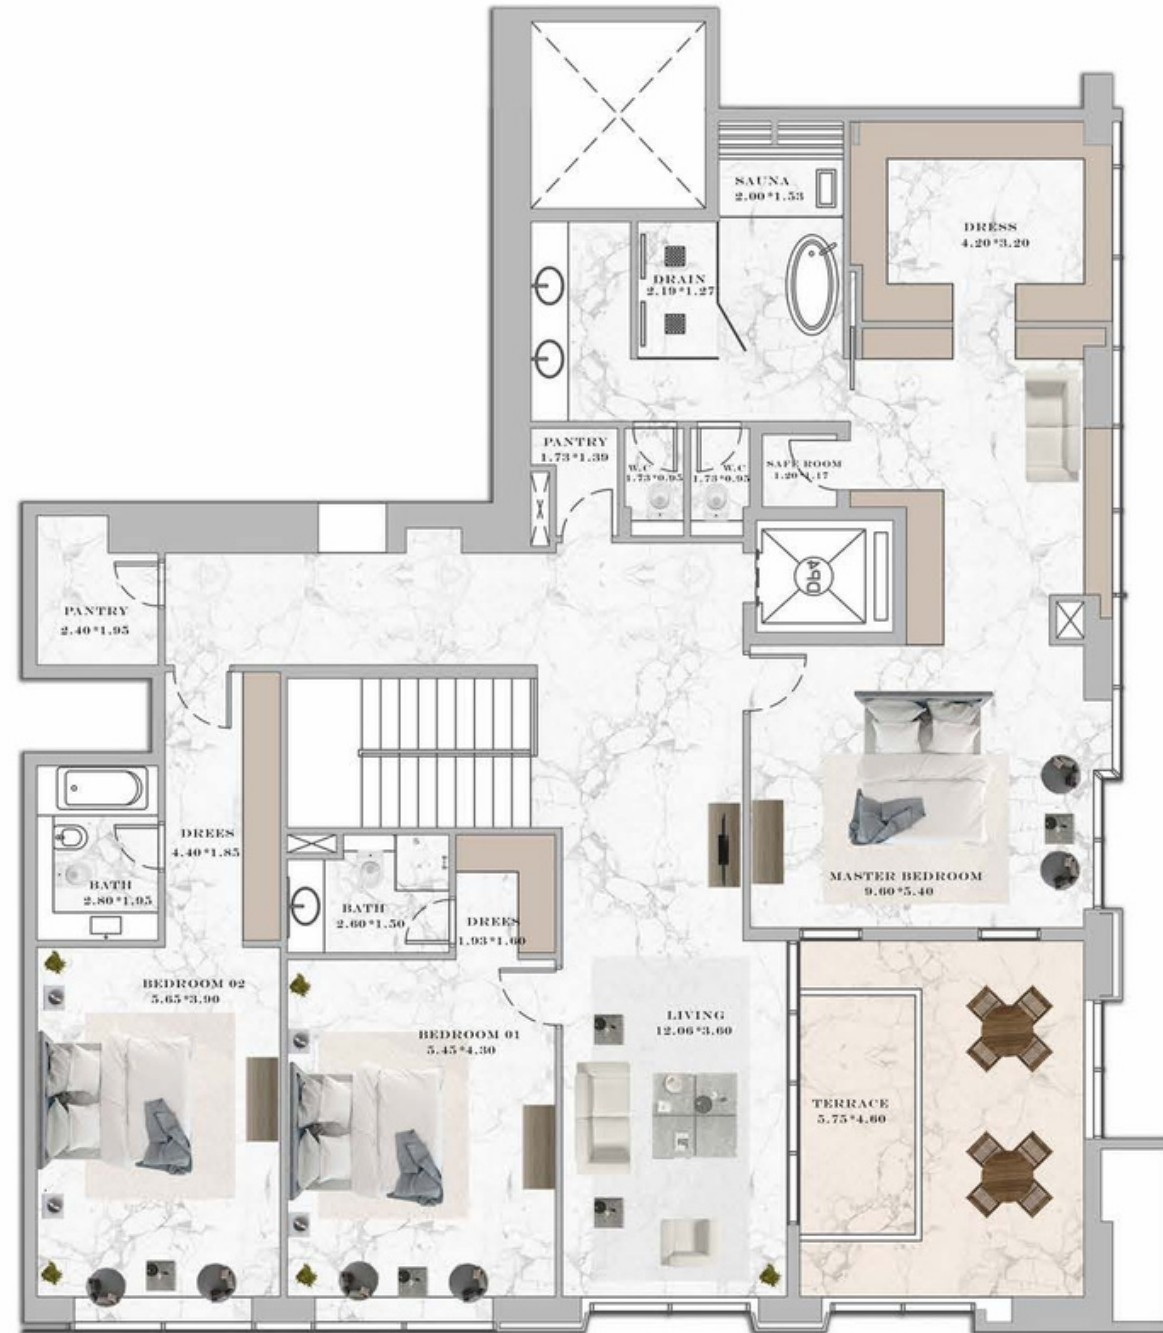 SAUNA
2.00*1.53
DRESS
4.20*3.20
DRAIN
2.19*1.27
PANTRY
1.73*1.39
W.C
1.73*0.95
W.C
1.73*0.95
SAFE ROOM
1.20*1.17
PANTRY
2.40*1.95
DREES
4.40*1.85
BATH
2.80*1.95
BATH
2.60*1.50
DREES
1.93*1.60
MASTER BEDROOM
9.60*5.40
BEDROOM 02
5.65*3.90
BEDROOM 01
5.45*4.30
LIVING
12.06*3.60
TERRACE
5.75*4.60